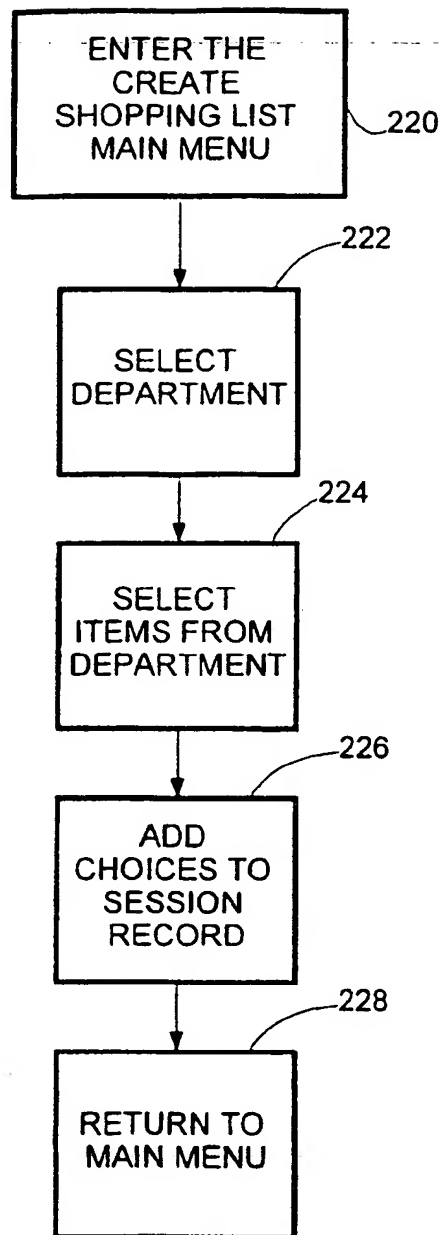 ENTER THE
CREATE
SHOPPING LIST
MAIN MENU
220
222
SELECT
DEPARTMENT
224
SELECT
ITEMS FROM
DEPARTMENT
226
ADD
CHOICES TO
SESSION
RECORD
228
RETURN TO
MAIN MENU